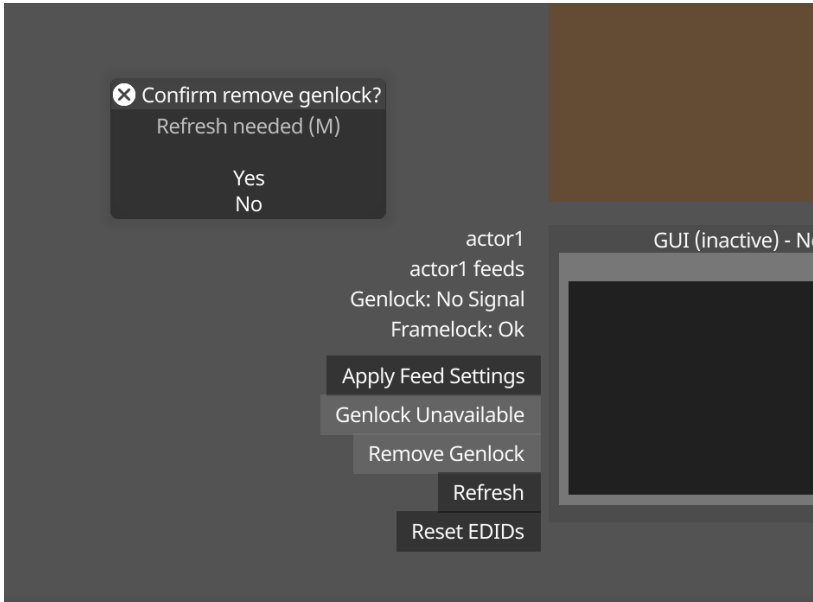 Confirm remove genlock?
Refresh needed (M)
Yes
No
actor1
actor1 feeds
Genlock: No Signal
Framelock: Ok
GUI (inactive) - 
Apply Feed Settings
Genlock Unavailable
Remove Genlock
Refresh
Reset EDIDs